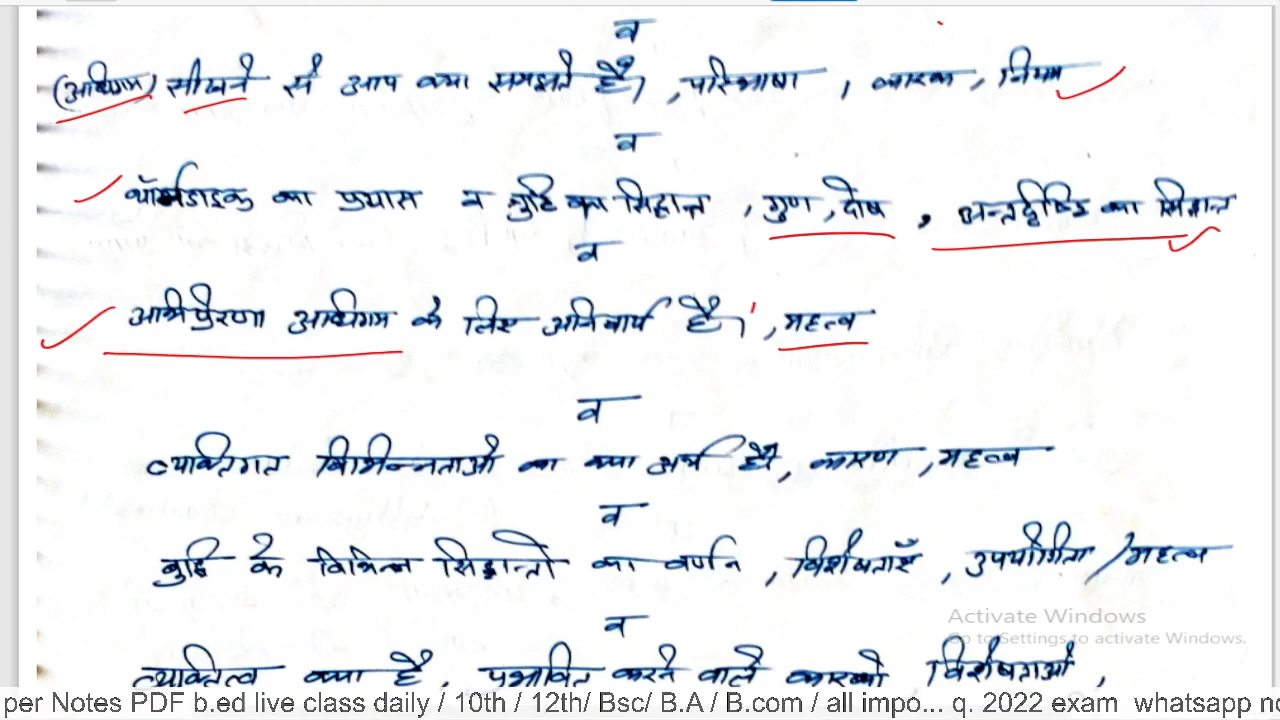 व
(अधिगम) सीखने से आप क्या समझते है। , परिभाषा , कारक , नियम
व
थॉर्नडाइक का प्रयास व त्रुटि का सिद्धान्त , गुण , दोष , अन्तर्दृष्टि का सिद्धान्त
व
अभिप्रेरणा अधिगम के लिए अनिवार्य है। , महत्व
व
व्यक्तिगत विभिन्नताओं का क्या अर्थ है , कारण , महत्व
व
बुद्धि के विभिन्न सिद्धान्तो का वर्णन , विशेषताएँ , उपयोगिता / महत्व
व
व्यक्तित्व क्या है , प्रभावित करने वाले कारको , विशेषताओ ,
Activate Windows
Go to Settings to activate Windows.
per Notes PDF b.ed live class daily / 10th / 12th/ Bsc/ B.A / B.com / all impo... q. 2022 exam whatsapp